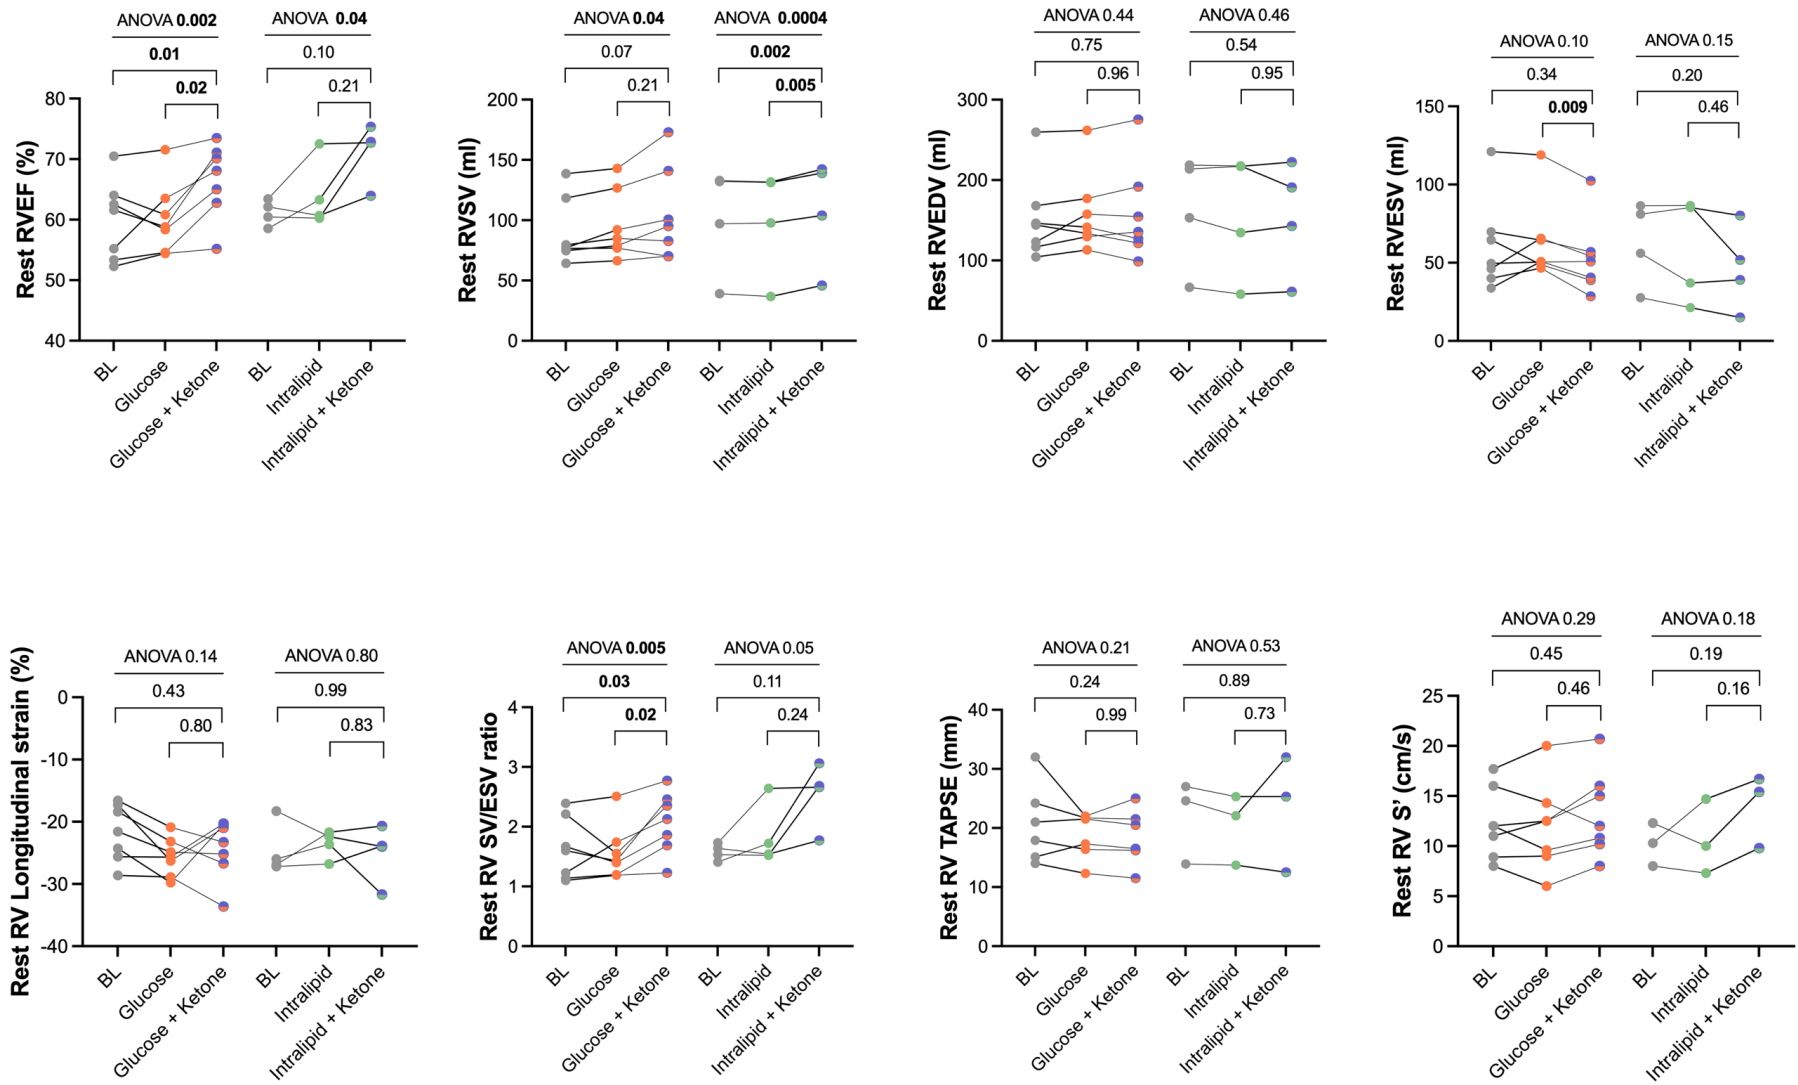 ANOVA 0.002
ANOVA 0.04
0.01
0.10
0.02
0.21
Rest RVEF (%)
80
70
60
50
40
BL
Glucose
Glucose + Ketone
BL
Intralipid
Intralipid + Ketone
ANOVA 0.04
ANOVA 0.0004
0.07
0.002
0.21
0.005
Rest RVSV (ml)
200
150
100
50
0
BL
Glucose
Glucose + Ketone
BL
Intralipid
Intralipid + Ketone
ANOVA 0.44
ANOVA 0.46
0.75
0.54
0.96
0.95
Rest RVEDV (ml)
300
200
100
0
BL
Glucose
Glucose + Ketone
BL
Intralipid
Intralipid + Ketone
ANOVA 0.10
ANOVA 0.15
0.34
0.20
0.009
0.46
Rest RVESV (ml)
150
100
50
0
BL
Glucose
Glucose + Ketone
BL
Intralipid
Intralipid + Ketone
ANOVA 0.14
ANOVA 0.80
0.43
0.99
0.80
0.83
Rest RV Longitudinal strain (%)
0
-10
-20
-30
-40
BL
Glucose
Glucose + Ketone
BL
Intralipid
Intralipid + Ketone
ANOVA 0.005
ANOVA 0.05
0.03
0.11
0.02
0.24
Rest RV SV/ESV ratio
4
3
2
1
0
BL
Glucose
Glucose + Ketone
BL
Intralipid
Intralipid + Ketone
ANOVA 0.21
ANOVA 0.53
0.24
0.89
0.99
0.73
Rest RV TAPSE (mm)
40
30
20
10
0
BL
Glucose
Glucose + Ketone
BL
Intralipid
Intralipid + Ketone
ANOVA 0.29
ANOVA 0.18
0.45
0.19
0.46
0.16
Rest RV S' (cm/s)
25
20
15
10
5
0
BL
Glucose
Glucose + Ketone
BL
Intralipid
Intralipid + Ketone